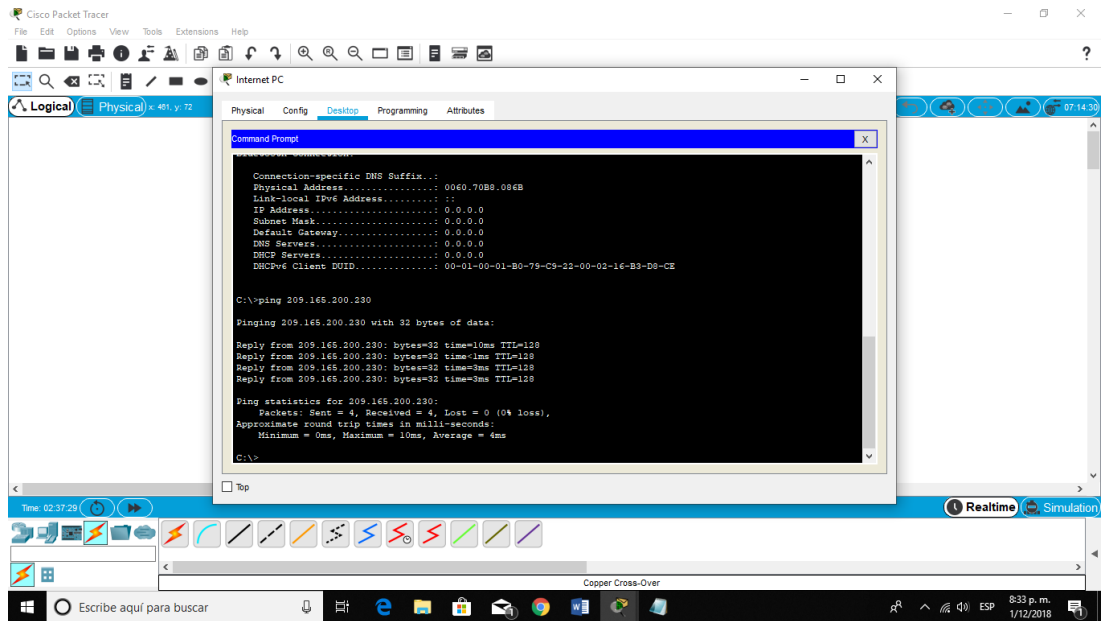 Cisco Packet Tracer
File Edit Options View Tools Extensions Help
?
Internet PC
Logical Physical x: 461, y: 72
07:14:30
Physical Config Desktop Programming Attributes
Command Prompt
X
Bluetooth Connection:
Connection-specific DNS Suffix..:
Physical Address................: 0060.70B8.086B
Link-local IPv6 Address.........: ::
IP Address......................: 0.0.0.0
Subnet Mask.....................: 0.0.0.0
Default Gateway.................: 0.0.0.0
DNS Servers.....................: 0.0.0.0
DHCP Servers....................: 0.0.0.0
DHCPv6 Client DUID..............: 00-01-00-01-B0-79-C9-22-00-02-16-B3-D8-CE
C:\>ping 209.165.200.230
Pinging 209.165.200.230 with 32 bytes of data:
Reply from 209.165.200.230: bytes=32 time=10ms TTL=128
Reply from 209.165.200.230: bytes=32 time<1ms TTL=128
Reply from 209.165.200.230: bytes=32 time=3ms TTL=128
Reply from 209.165.200.230: bytes=32 time=3ms TTL=128
Ping statistics for 209.165.200.230:
Packets: Sent = 4, Received = 4, Lost = 0 (0% loss),
Approximate round trip times in milli-seconds:
Minimum = 0ms, Maximum = 10ms, Average = 4ms
C:\>
Top
Time: 02:37:29
Realtime Simulation
Copper Cross-Over
Escribe aquí para buscar
ESP
8:33 p. m.
1/12/2018